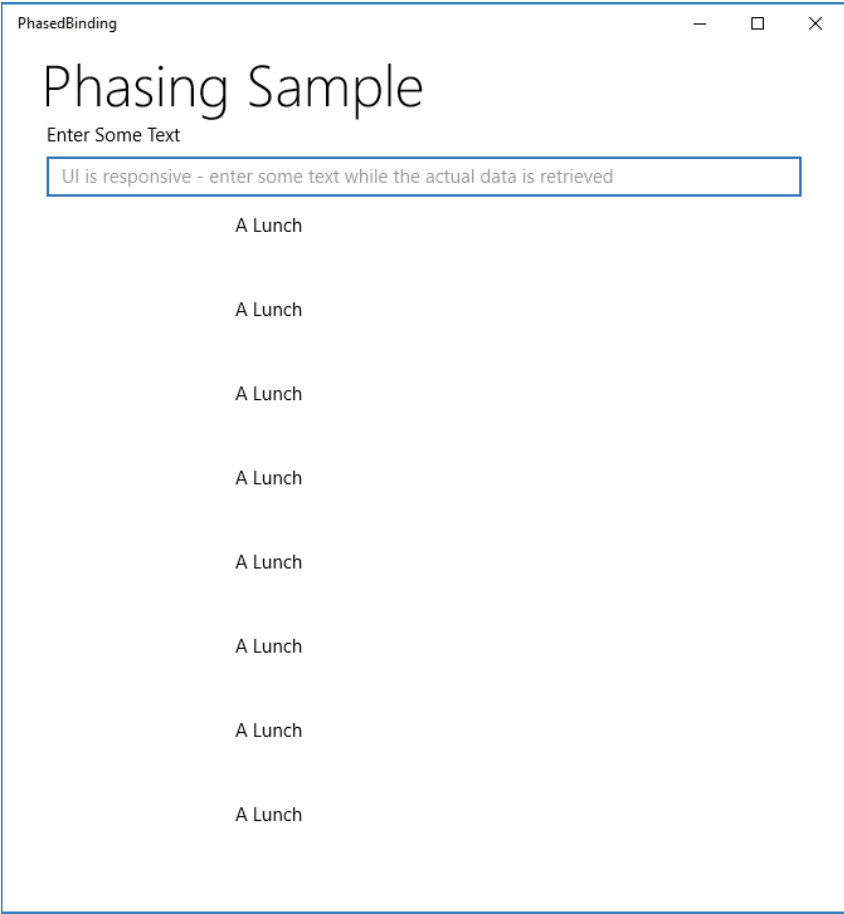 PhasedBinding
Phasing Sample
Enter Some Text
UI is responsive - enter some text while the actual data is retrieved
A Lunch
A Lunch
A Lunch
A Lunch
A Lunch
A Lunch
A Lunch
A Lunch